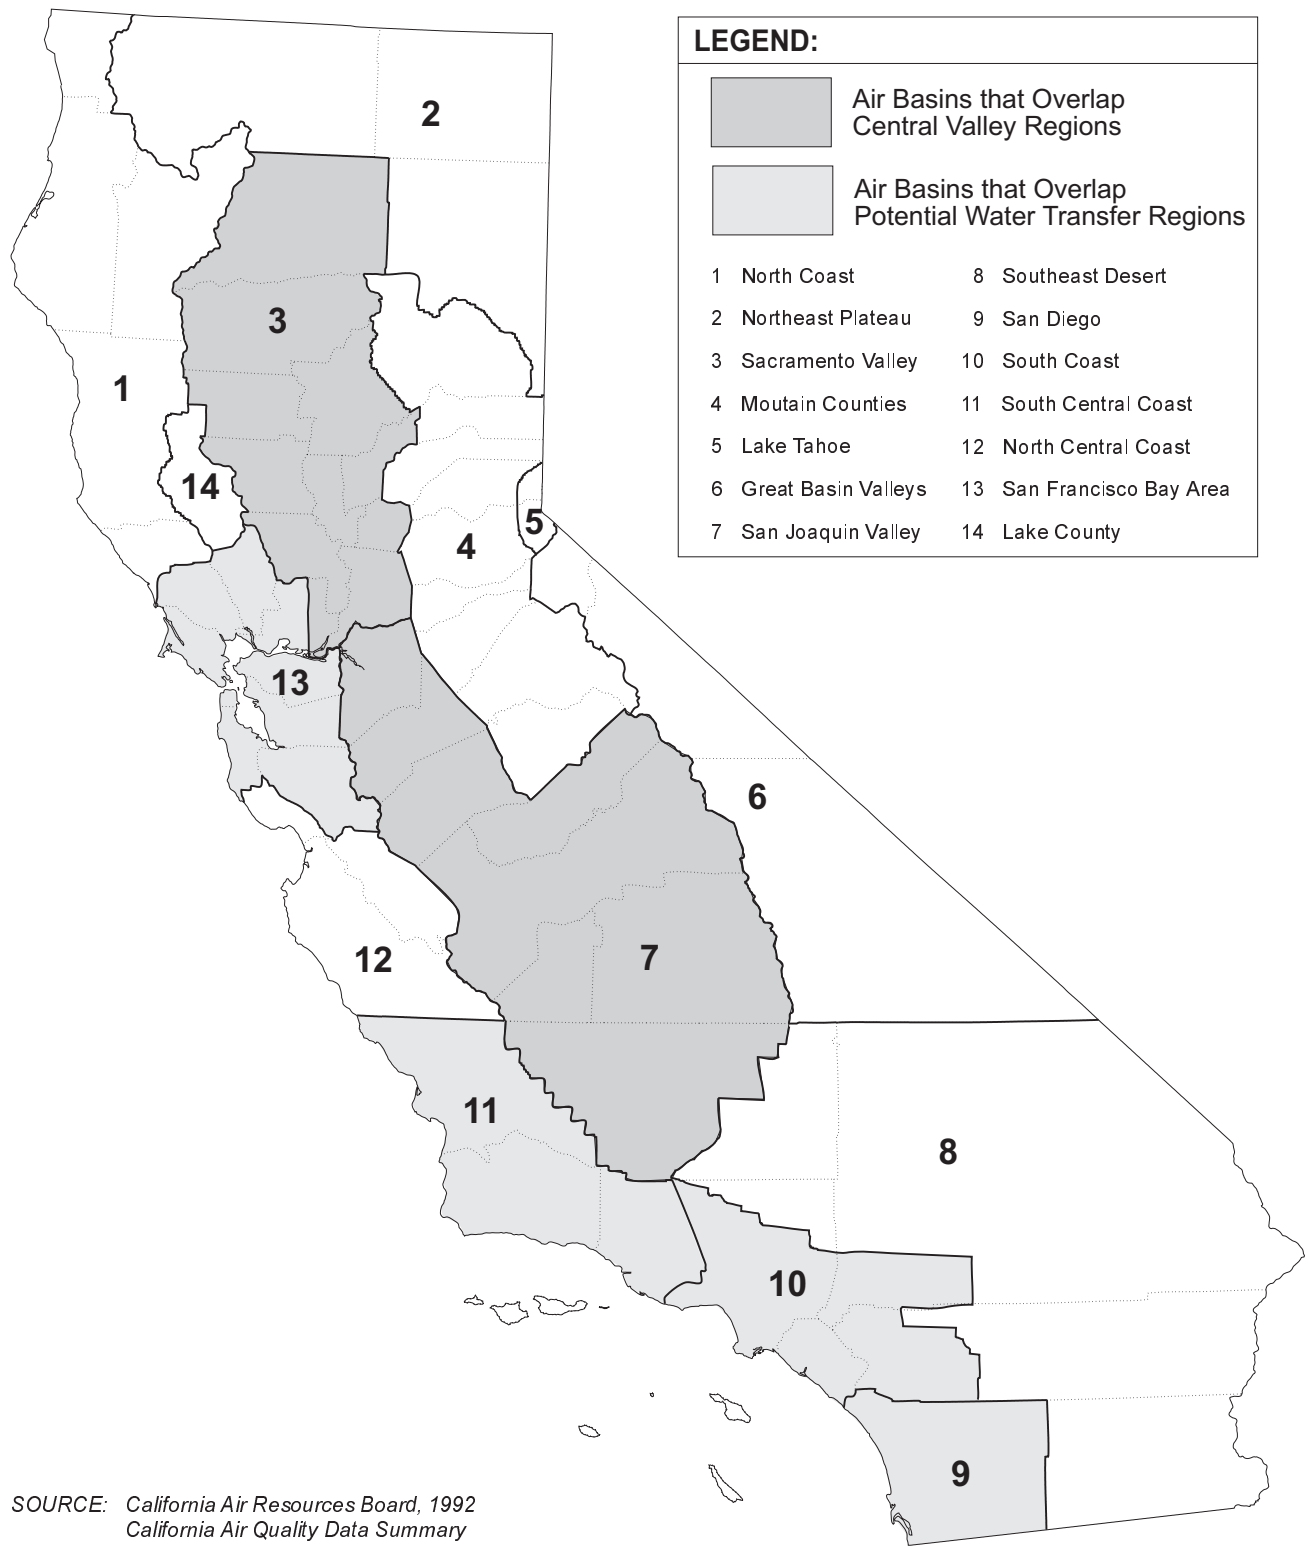 LEGEND:
Air Basins that Overlap
Central Valley Regions
Air Basins that Overlap
Potential Water Transfer Regions
1 North Coast
2 Northeast Plateau
3 Sacramento Valley
4 Moutain Counties
5 Lake Tahoe
6 Great Basin Valleys
7 San Joaquin Valley
8 Southeast Desert
9 San Diego
10 South Coast
11 South Central Coast
12 North Central Coast
13 San Francisco Bay Area
14 Lake County
2
3
1
14
5
4
13
6
7
12
11
8
10
9
SOURCE: California Air Resources Board, 1992
California Air Quality Data Summary